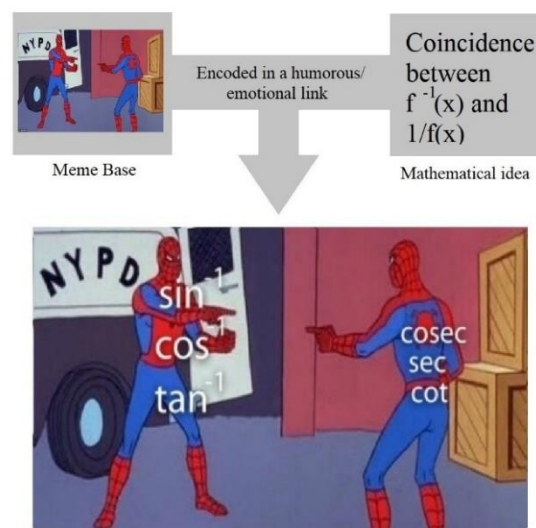 NYPD
Encoded in a humorous/
emotional link
Coincidence
between
f ⁻¹(x) and
1/f(x)
Meme Base
Mathematical idea
NYPD
sin⁻¹
cos⁻¹
tan⁻¹
cosec
sec
cot